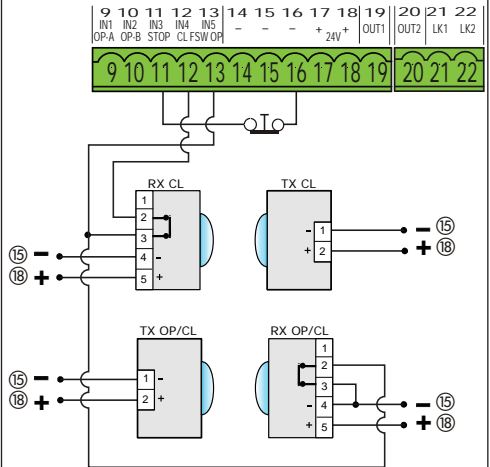 9 10 11 12 13 14 15 16 17 18 19 20 21 22
IN1 IN2 IN3 IN4 IN5 - - - + + OUT1 OUT2 LK1 LK2
OP-A OP-B STOP CL FSW OP 24V
9 10 11 12 13 14 15 16 17 18 19 20 21 22
RX CL TX CL
1
2
3
4 -
5 +
⑮ -
⑱ +
- 1 - ⑮
+ 2 + ⑱
TX OP/CL RX OP/CL
⑮ - 1 -
⑱ + 2 +
1
2
3
- 4 - ⑮
+ 5 + ⑱